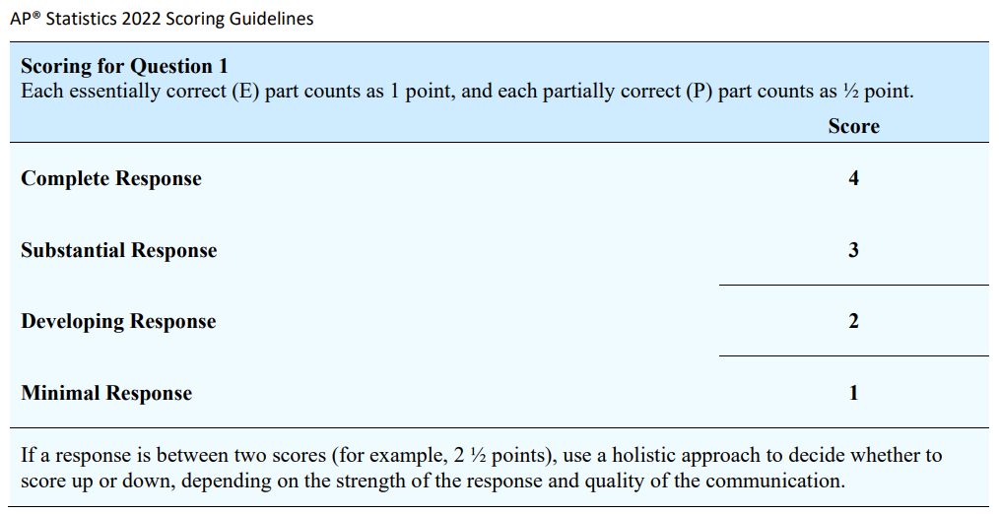 AP® Statistics 2022 Scoring Guidelines
Scoring for Question 1
Each essentially correct (E) part counts as 1 point, and each partially correct (P) part counts as ½ point.
Score
Complete Response 4
Substantial Response 3
Developing Response 2
Minimal Response 1
If a response is between two scores (for example, 2 ½ points), use a holistic approach to decide whether to
score up or down, depending on the strength of the response and quality of the communication.